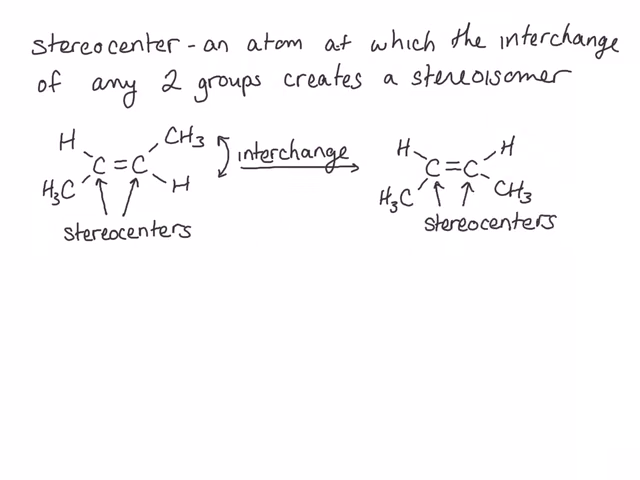 stereocenter - an atom at which the interchange
of any 2 groups creates a stereoisomer
H CH3 H H
C=C interchange C=C
H3C H H3C CH3
stereocenters stereocenters